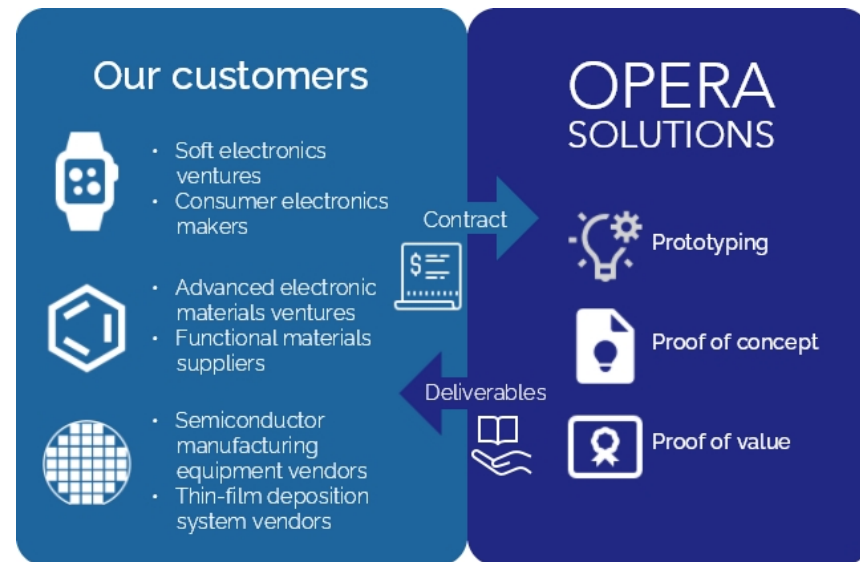 Our customers
• Soft electronics
ventures
• Consumer electronics
makers
• Advanced electronic
materials ventures
• Functional materials
suppliers
• Semiconductor
manufacturing
equipment vendors
• Thin-film deposition
system vendors
Contract
$
Deliverables
OPERA
SOLUTIONS
Prototyping
Proof of concept
Proof of value